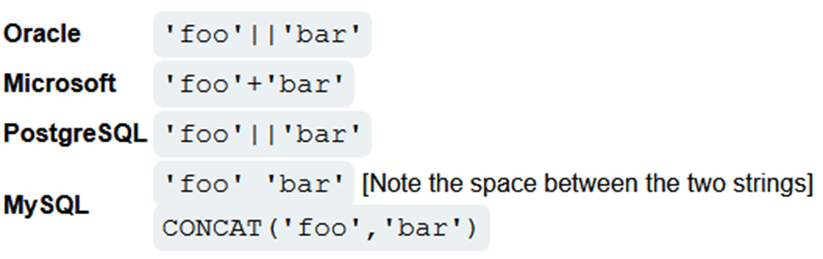 Oracle 'foo'||'bar'
Microsoft 'foo'+'bar'
PostgreSQL 'foo'||'bar'
MySQL 'foo' 'bar' [Note the space between the two strings]
CONCAT('foo','bar')